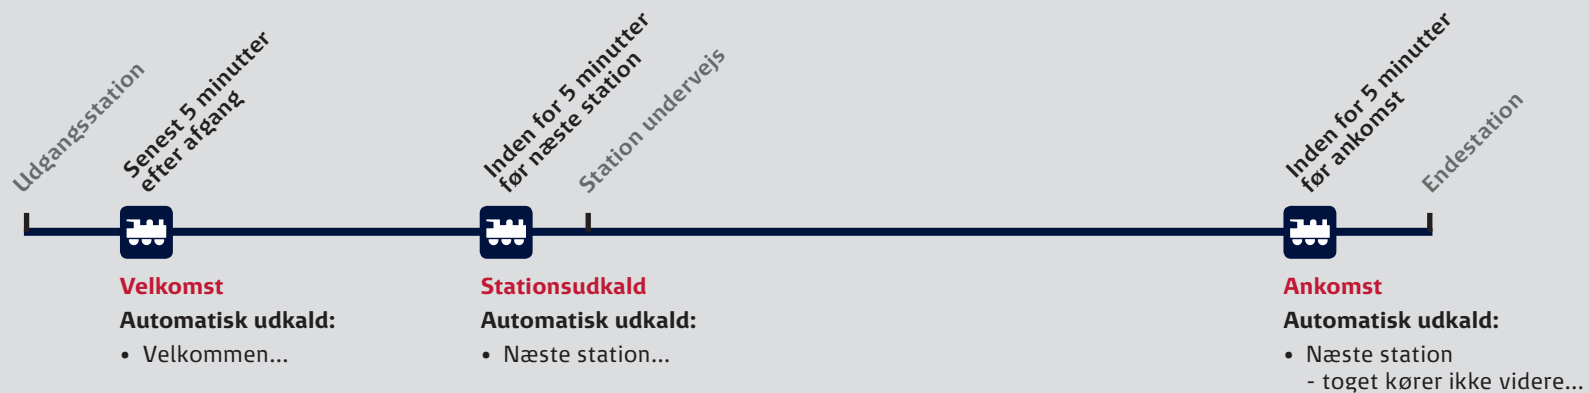 Udgangsstation
Senest 5 minutter
efter afgang
Inden for 5 minutter
før næste station
Station undervejs
Inden for 5 minutter
før ankomst
Endestation
Velkomst
Automatisk udkald:
• Velkommen...
Stationsudkald
Automatisk udkald:
• Næste station...
Ankomst
Automatisk udkald:
• Næste station
- toget kører ikke videre...